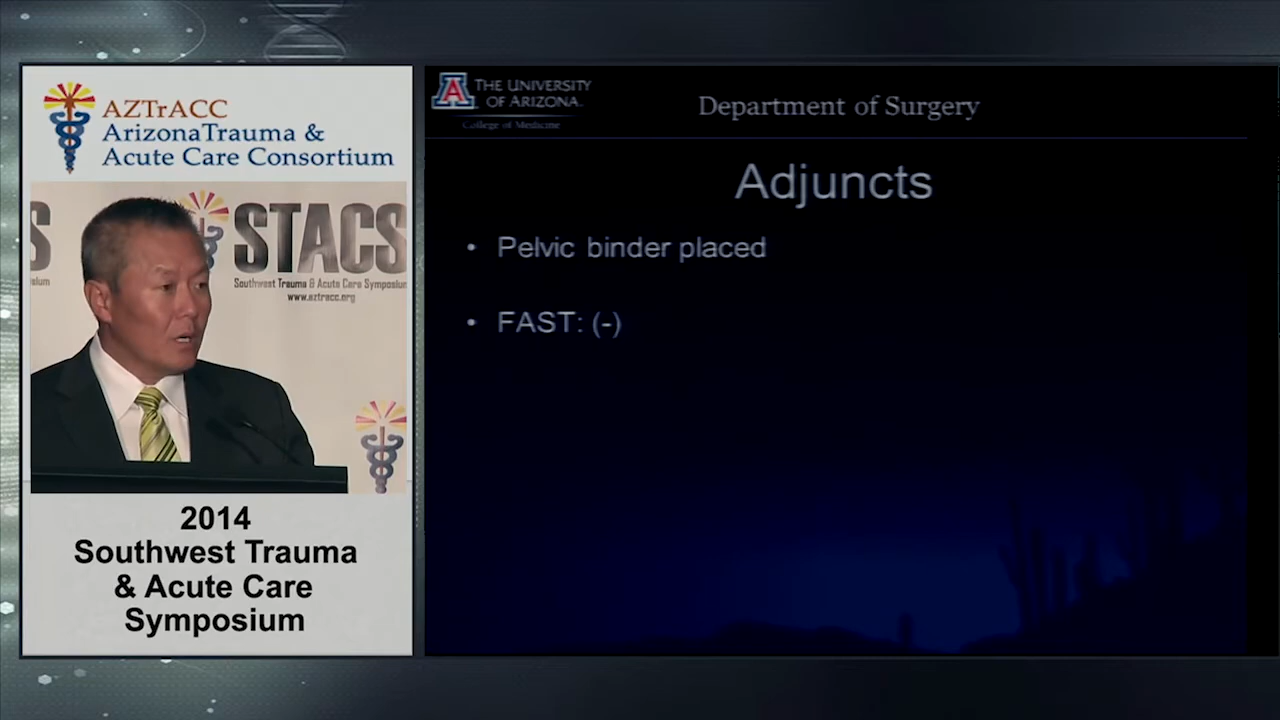 AZTrACC
ArizonaTrauma &
Acute Care Consortium
S
STACS
Southwest Trauma & Acute Care Symposium
www.aztracc.org
2014
Southwest Trauma
& Acute Care
Symposium
A
THE UNIVERSITY
OF ARIZONA.
College of Medicine
Department of Surgery
Adjuncts
• Pelvic binder placed
• FAST: (-)